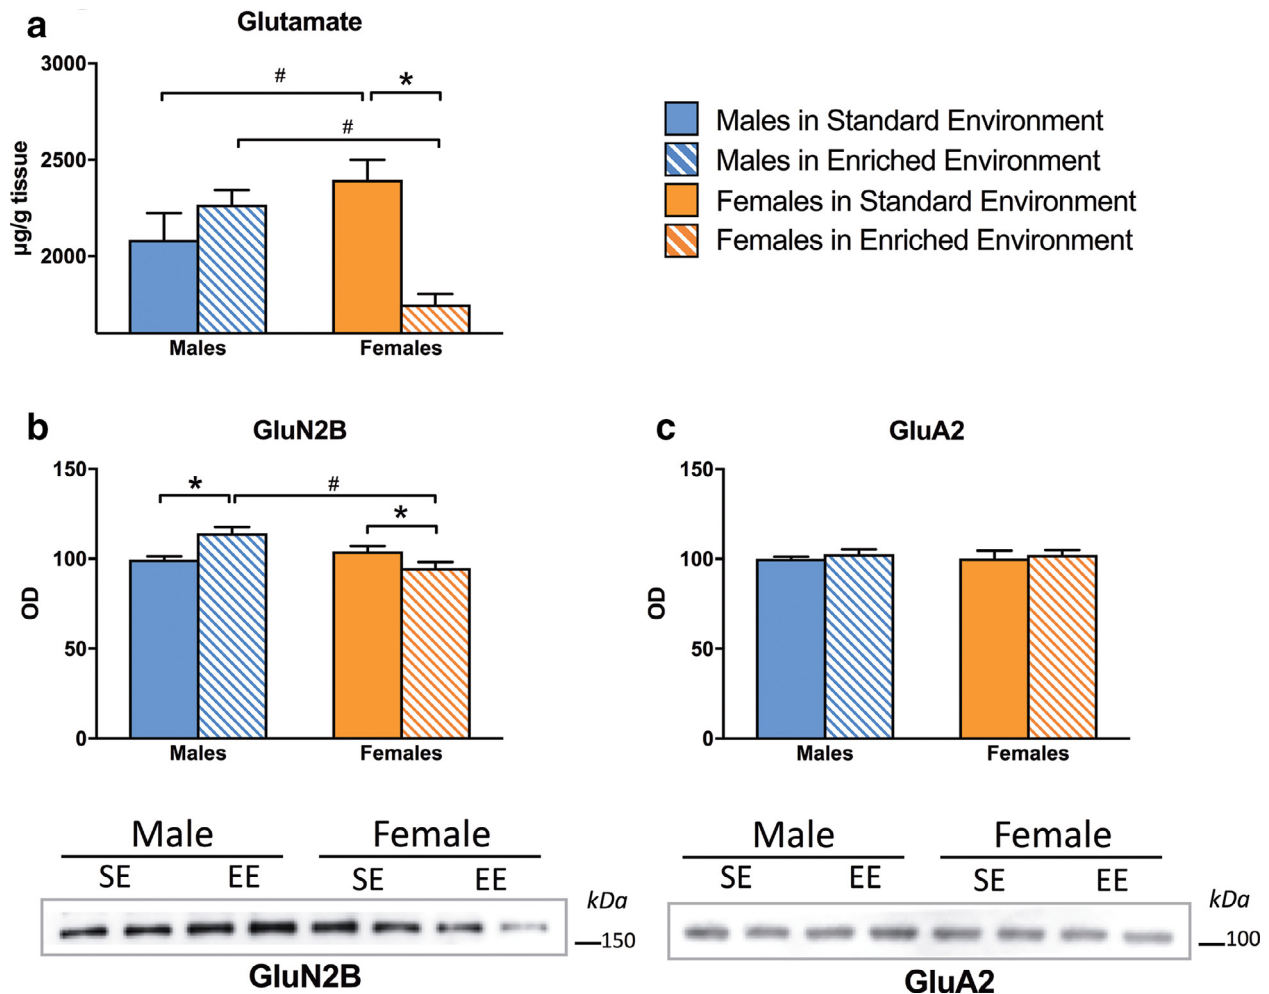 a
Glutamate
3000
2500
2000
µg/g tissue
#
*
#
Males
Females
Males in Standard Environment
Males in Enriched Environment
Females in Standard Environment
Females in Enriched Environment
b
GluN2B
150
100
50
0
OD
*
#
*
Males
Females
c
GluA2
150
100
50
0
OD
Males
Females
Male Female
SE EE SE EE
kDa
150
GluN2B
Male Female
SE EE SE EE
kDa
100
GluA2